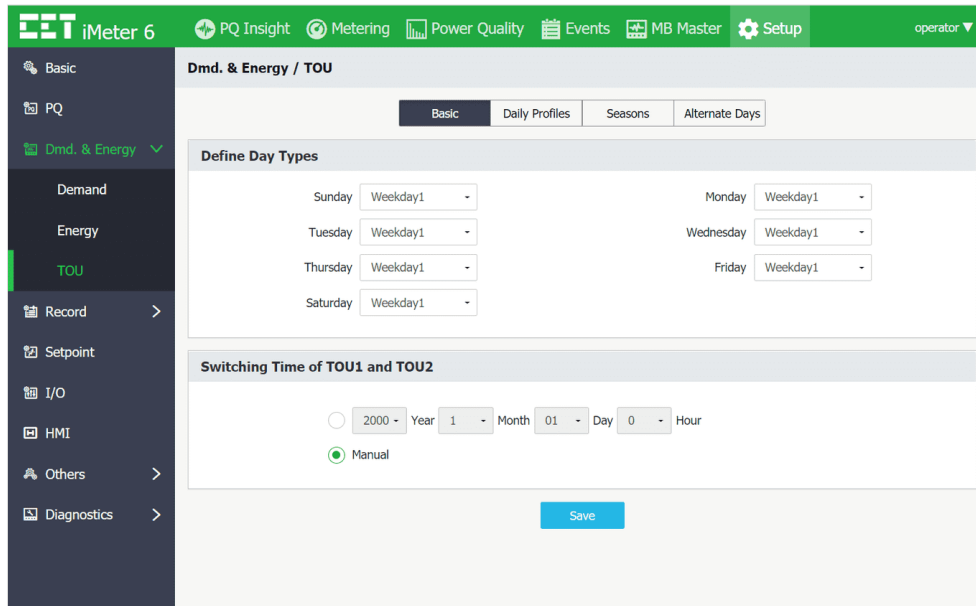 CET iMeter 6
PQ Insight Metering Power Quality Events MB Master Setup operator
Basic
PQ
Dmd. & Energy
Demand
Energy
TOU
Record
Setpoint
I/O
HMI
Others
Diagnostics
Dmd. & Energy / TOU
Basic Daily Profiles Seasons Alternate Days
Define Day Types
Sunday Weekday1 Monday Weekday1
Tuesday Weekday1 Wednesday Weekday1
Thursday Weekday1 Friday Weekday1
Saturday Weekday1
Switching Time of TOU1 and TOU2
2000 Year 1 Month 01 Day 0 Hour
Manual
Save